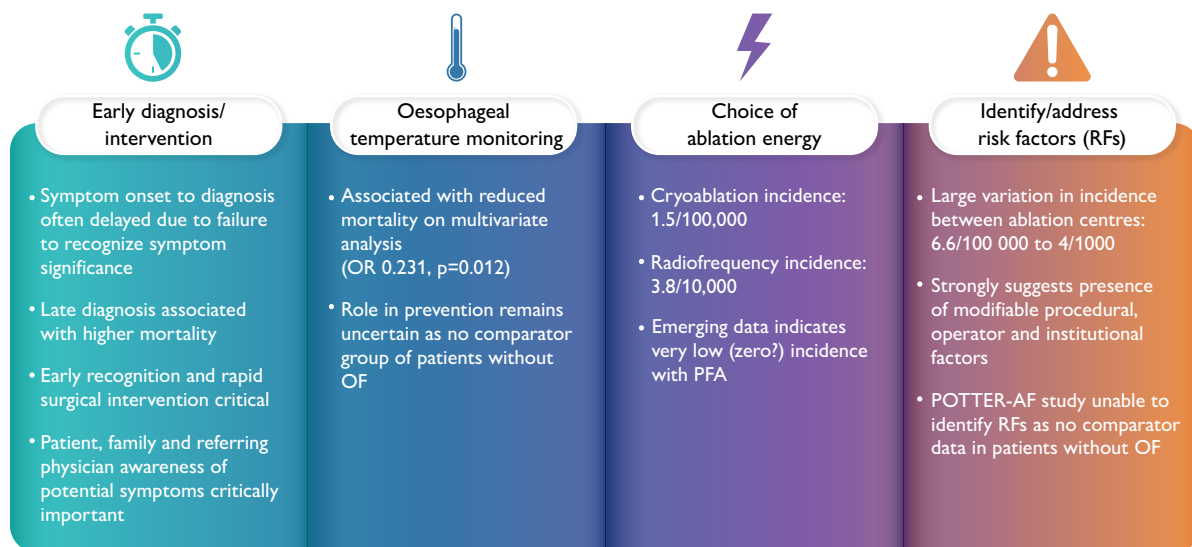 Early diagnosis/
intervention
• Symptom onset to diagnosis
often delayed due to failure
to recognize symptom
significance
• Late diagnosis associated
with higher mortality
• Early recognition and rapid
surgical intervention critical
• Patient, family and referring
physician awareness of
potential symptoms critically
important
Oesophageal
temperature monitoring
• Associated with reduced
mortality on multivariate
analysis
(OR 0.231, p=0.012)
• Role in prevention remains
uncertain as no comparator
group of patients without
OF
Choice of
ablation energy
• Cryoablation incidence:
1.5/100,000
• Radiofrequency incidence:
3.8/10,000
• Emerging data indicates
very low (zero?) incidence
with PFA
Identify/address
risk factors (RFs)
• Large variation in incidence
between ablation centres:
6.6/100 000 to 4/1000
• Strongly suggests presence
of modifiable procedural,
operator and institutional
factors
• POTTER-AF study unable to
identify RFs as no comparator
data in patients without OF